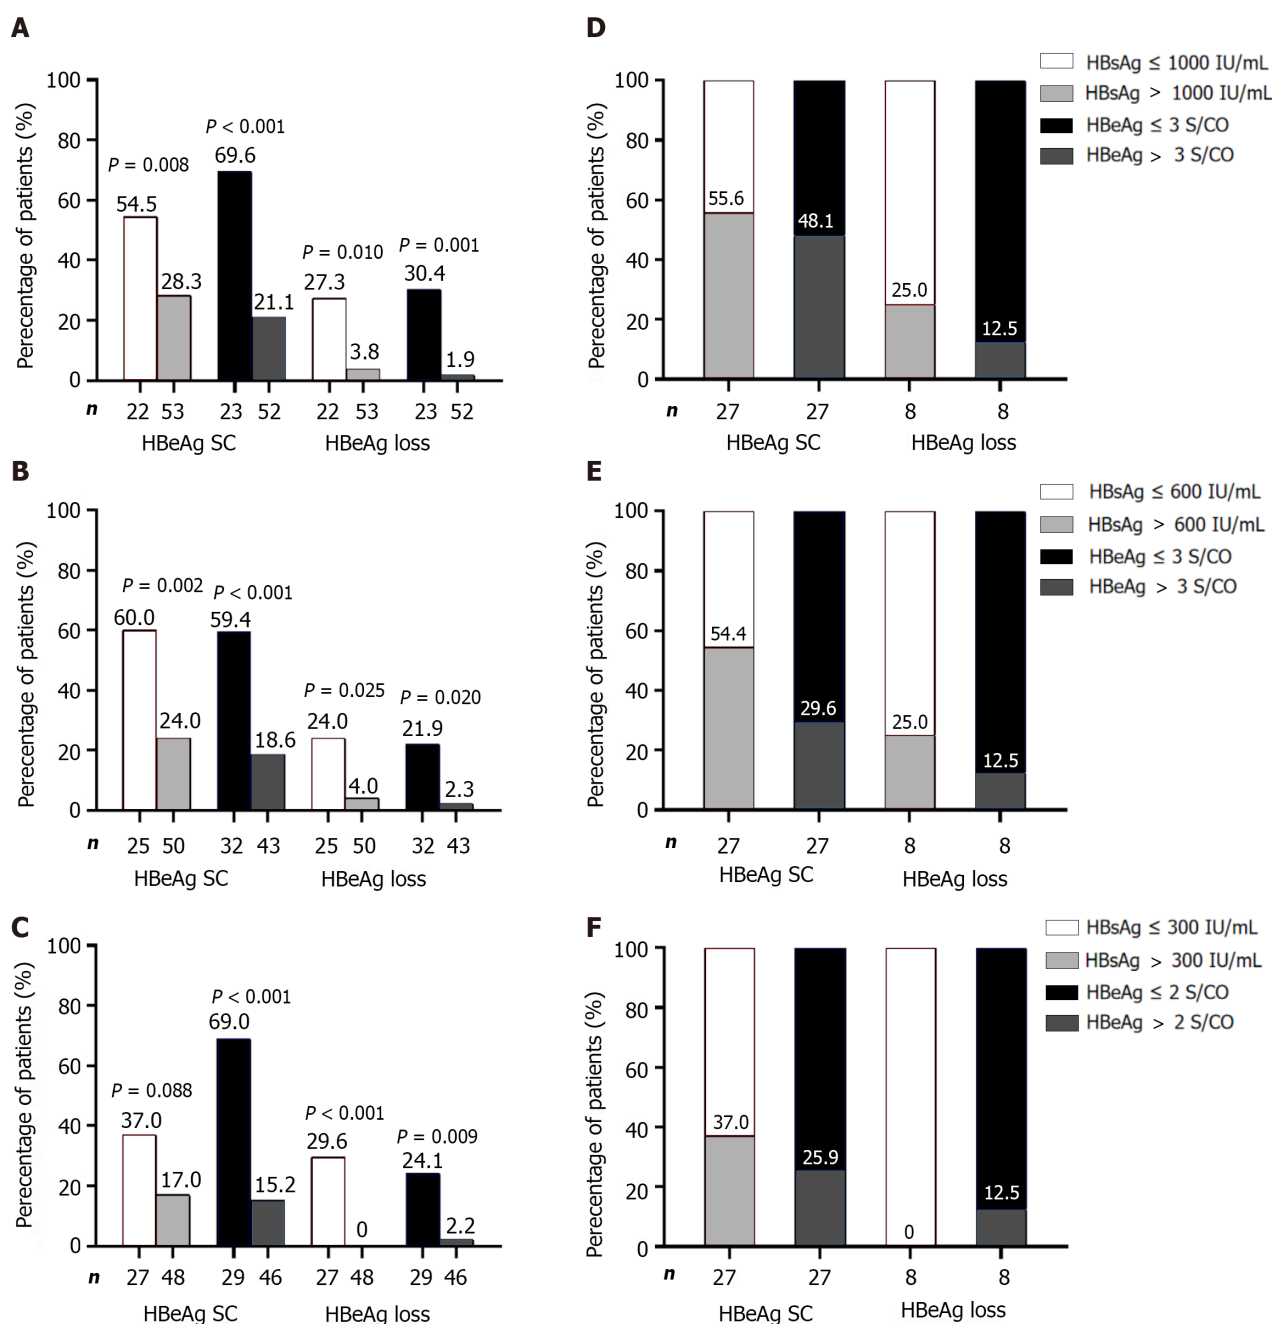 A
Perecentage of patients (%)
100
80
60
40
20
0
P = 0.008
P < 0.001
P = 0.010
P = 0.001
54.5
28.3
69.6
21.1
27.3
3.8
30.4
1.9
n 22 53 23 52 22 53 23 52
HBeAg SC HBeAg loss
D
Perecentage of patients (%)
100
80
60
40
20
0
55.6
48.1
25.0
12.5
n 27 27 8 8
HBeAg SC HBeAg loss
HBsAg ≤ 1000 IU/mL
HBsAg > 1000 IU/mL
HBeAg ≤ 3 S/CO
HBeAg > 3 S/CO
B
Perecentage of patients (%)
100
80
60
40
20
0
P = 0.002
P < 0.001
P = 0.025
P = 0.020
60.0
24.0
59.4
18.6
24.0
4.0
21.9
2.3
n 25 50 32 43 25 50 32 43
HBeAg SC HBeAg loss
E
Perecentage of patients (%)
100
80
60
40
20
0
54.4
29.6
25.0
12.5
n 27 27 8 8
HBeAg SC HBeAg loss
HBsAg ≤ 600 IU/mL
HBsAg > 600 IU/mL
HBeAg ≤ 3 S/CO
HBeAg > 3 S/CO
C
Perecentage of patients (%)
100
80
60
40
20
0
P = 0.088
P < 0.001
P < 0.001
P = 0.009
37.0
17.0
69.0
15.2
29.6
0
24.1
2.2
n 27 48 29 46 27 48 29 46
HBeAg SC HBeAg loss
F
Perecentage of patients (%)
100
80
60
40
20
0
37.0
25.9
0
12.5
n 27 27 8 8
HBeAg SC HBeAg loss
HBsAg ≤ 300 IU/mL
HBsAg > 300 IU/mL
HBeAg ≤ 2 S/CO
HBeAg > 2 S/CO